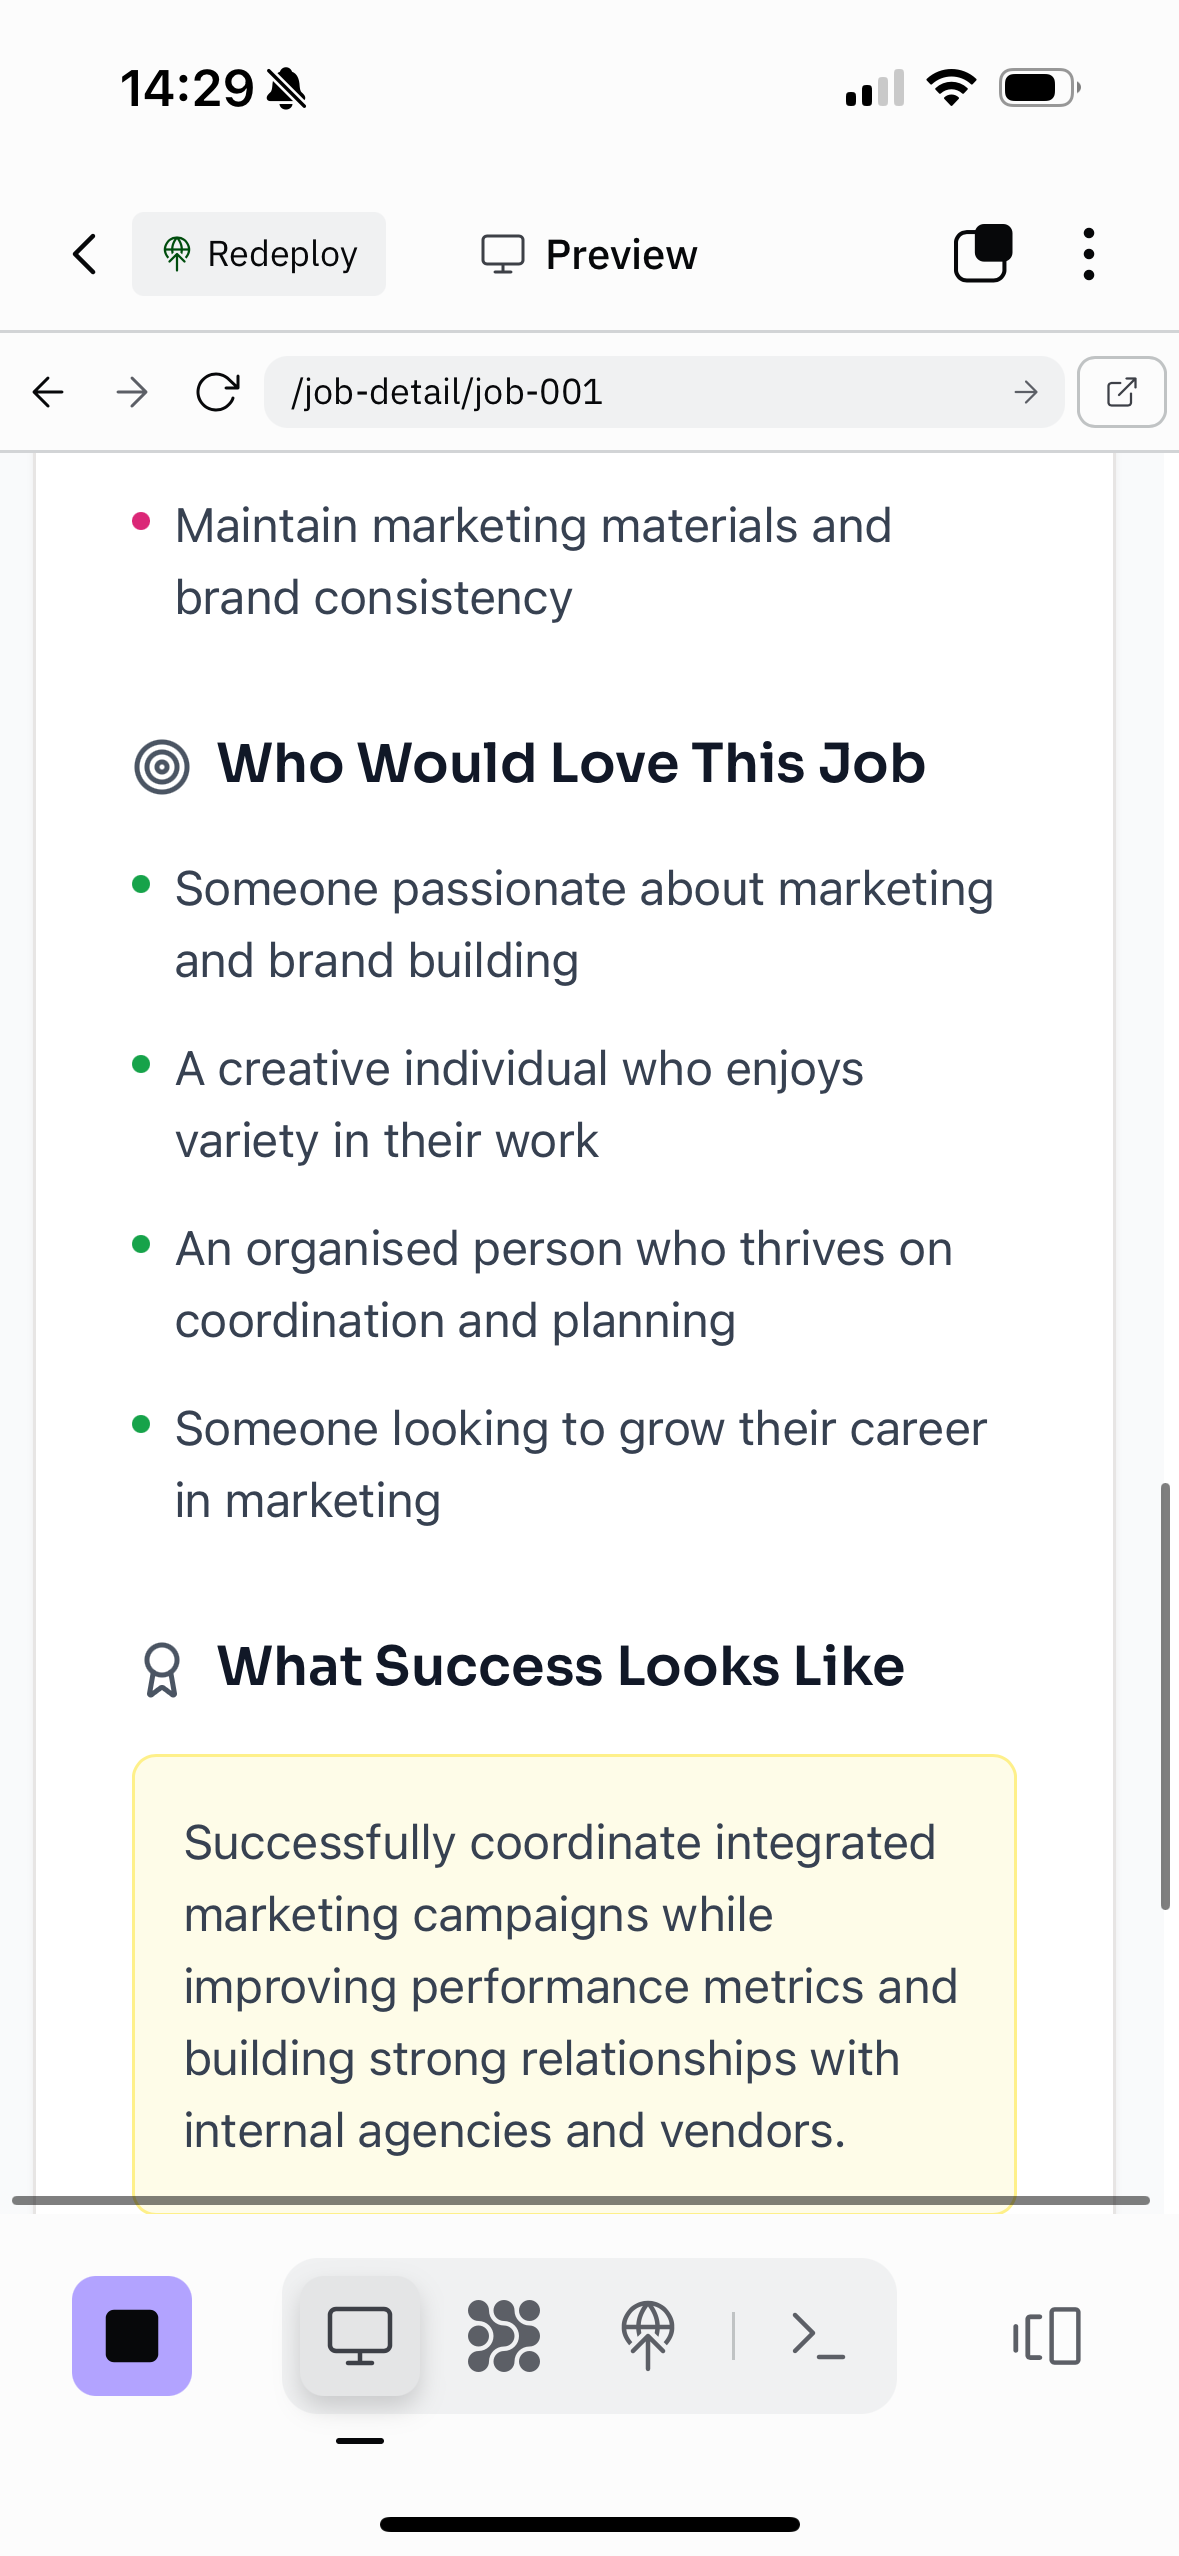 14:29
Redeploy
Preview
/job-detail/job-001
Maintain marketing materials and
brand consistency
Who Would Love This Job
Someone passionate about marketing
and brand building
A creative individual who enjoys
variety in their work
An organised person who thrives on
coordination and planning
Someone looking to grow their career
in marketing
What Success Looks Like
Successfully coordinate integrated
marketing campaigns while
improving performance metrics and
building strong relationships with
internal agencies and vendors.